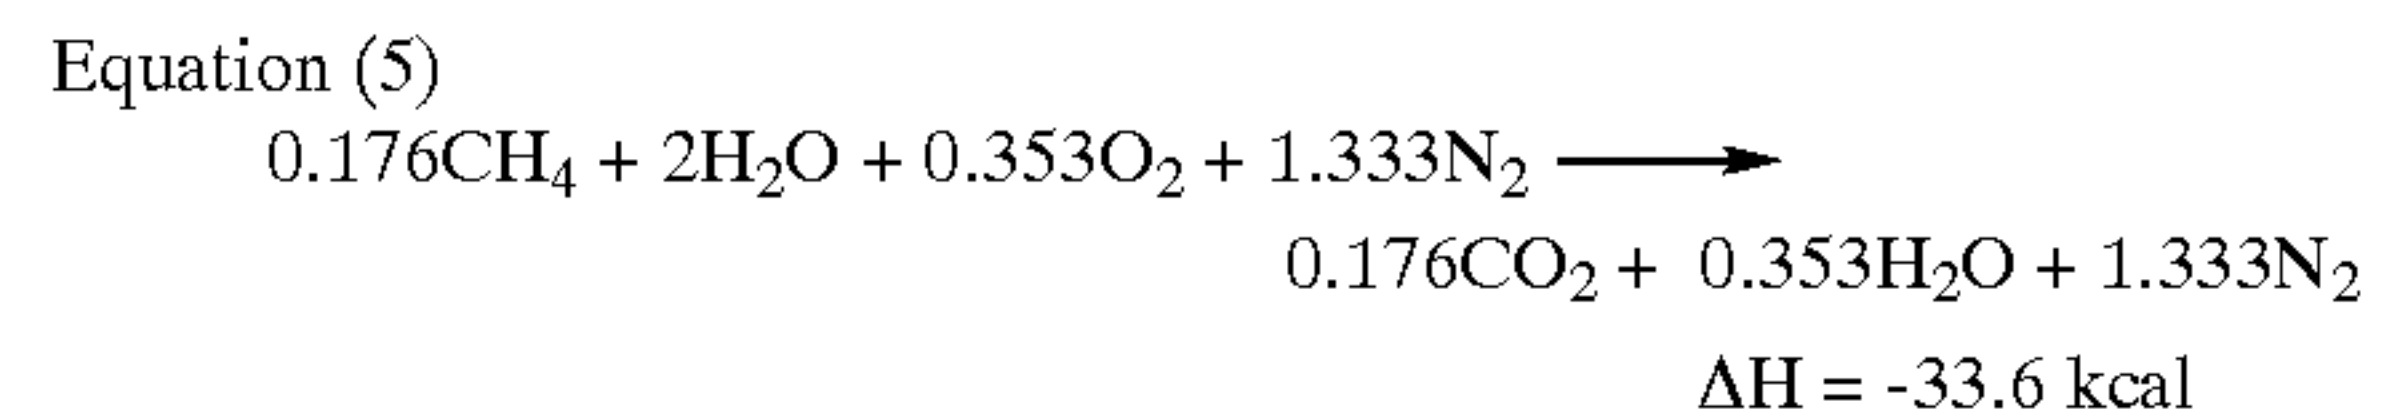 Equation (5)
0.176CH₄ + 2H₂O + 0.353O₂ + 1.333N₂ ⟶
0.176CO₂ + 0.353H₂O + 1.333N₂
ΔH = -33.6 kcal